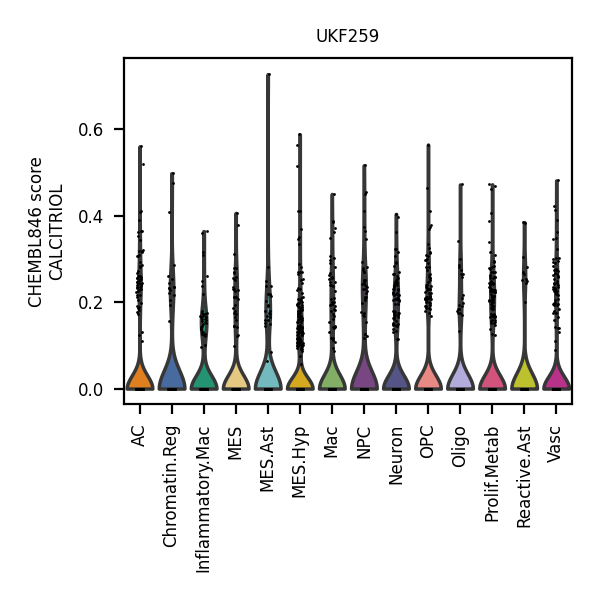 UKF259
CHEMBL846 score
CALCITRIOL
0.6
0.4
0.2
0.0
AC
Chromatin.Reg
Inflammatory.Mac
MES
MES.Ast
MES.Hyp
Mac
NPC
Neuron
OPC
Oligo
Prolif.Metab
Reactive.Ast
Vasc